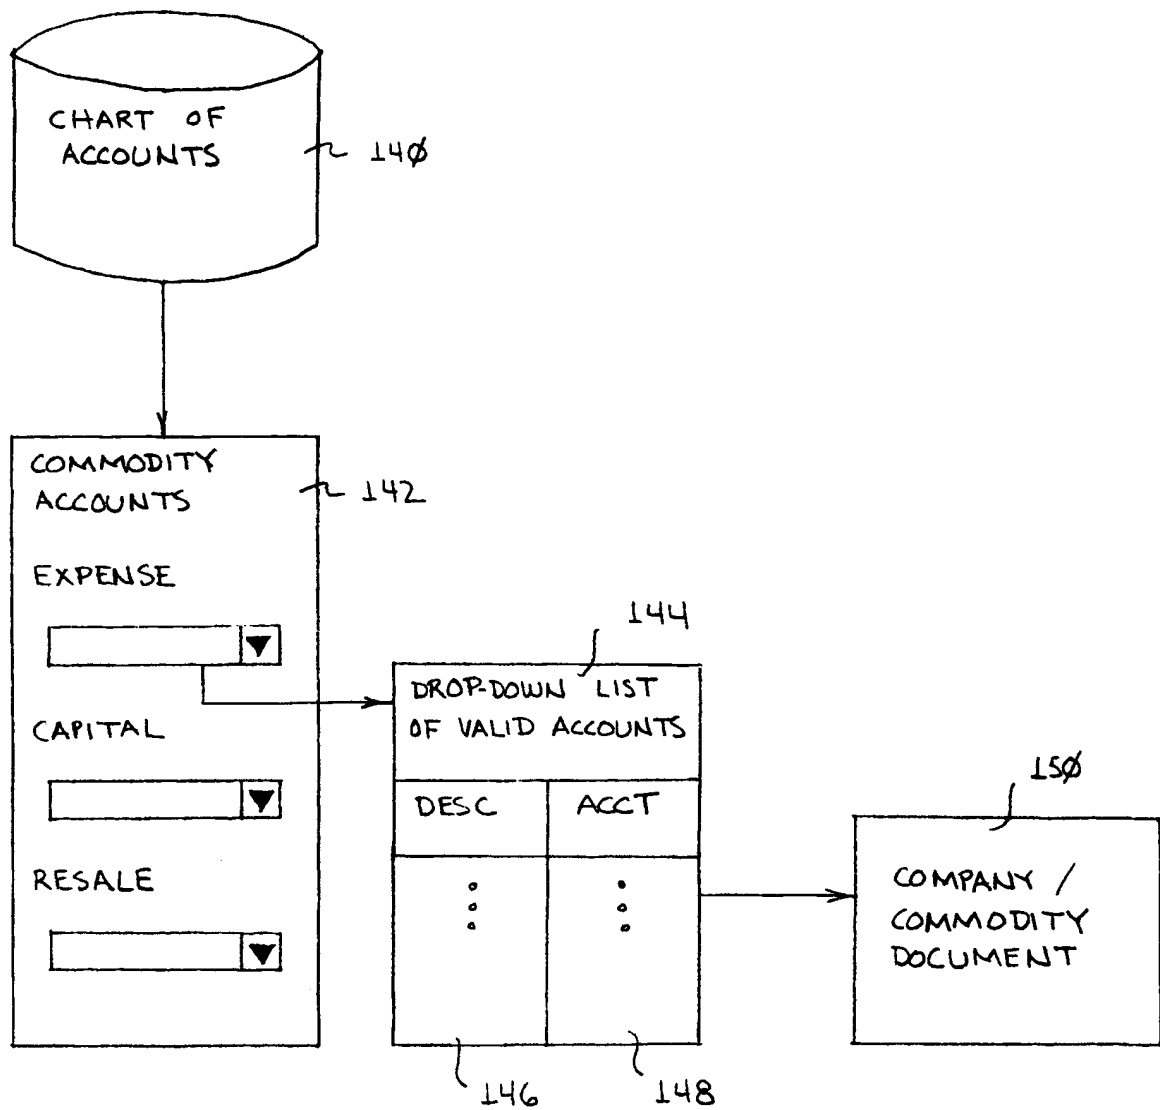 CHART OF
ACCOUNTS
140
COMMODITY
ACCOUNTS
142
EXPENSE
144
DROP-DOWN LIST
OF VALID ACCOUNTS
CAPITAL
150
DESC
ACCT
RESALE
COMPANY /
COMMODITY
DOCUMENT
146
148